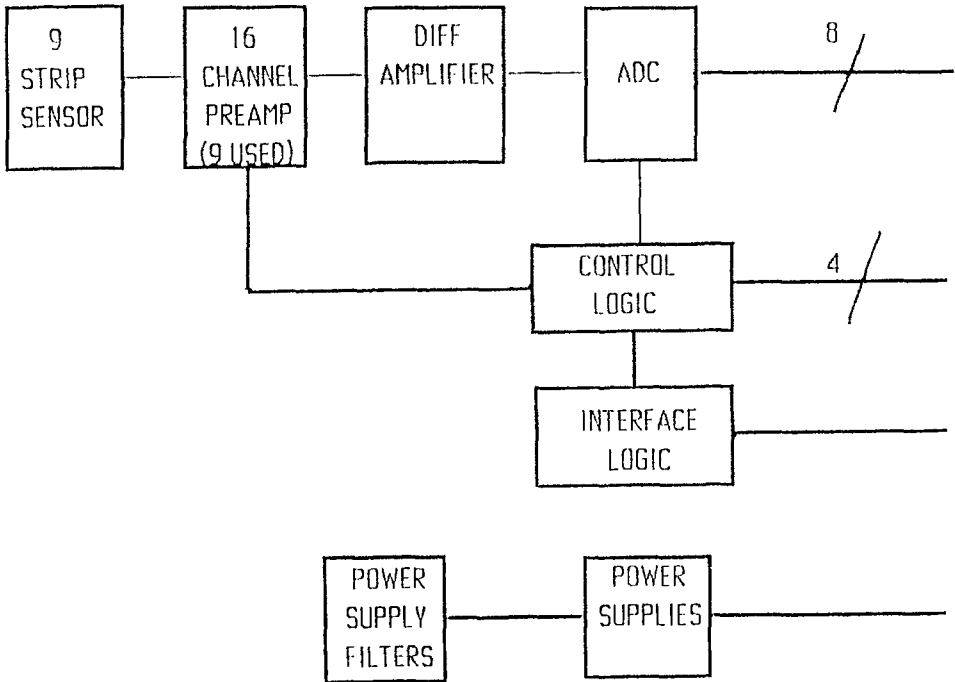 9
STRIP
SENSOR
16
CHANNEL
PREAMP
(9 USED)
DIFF
AMPLIFIER
ADC
8
CONTROL
LOGIC
4
INTERFACE
LOGIC
POWER
SUPPLY
FILTERS
POWER
SUPPLIES